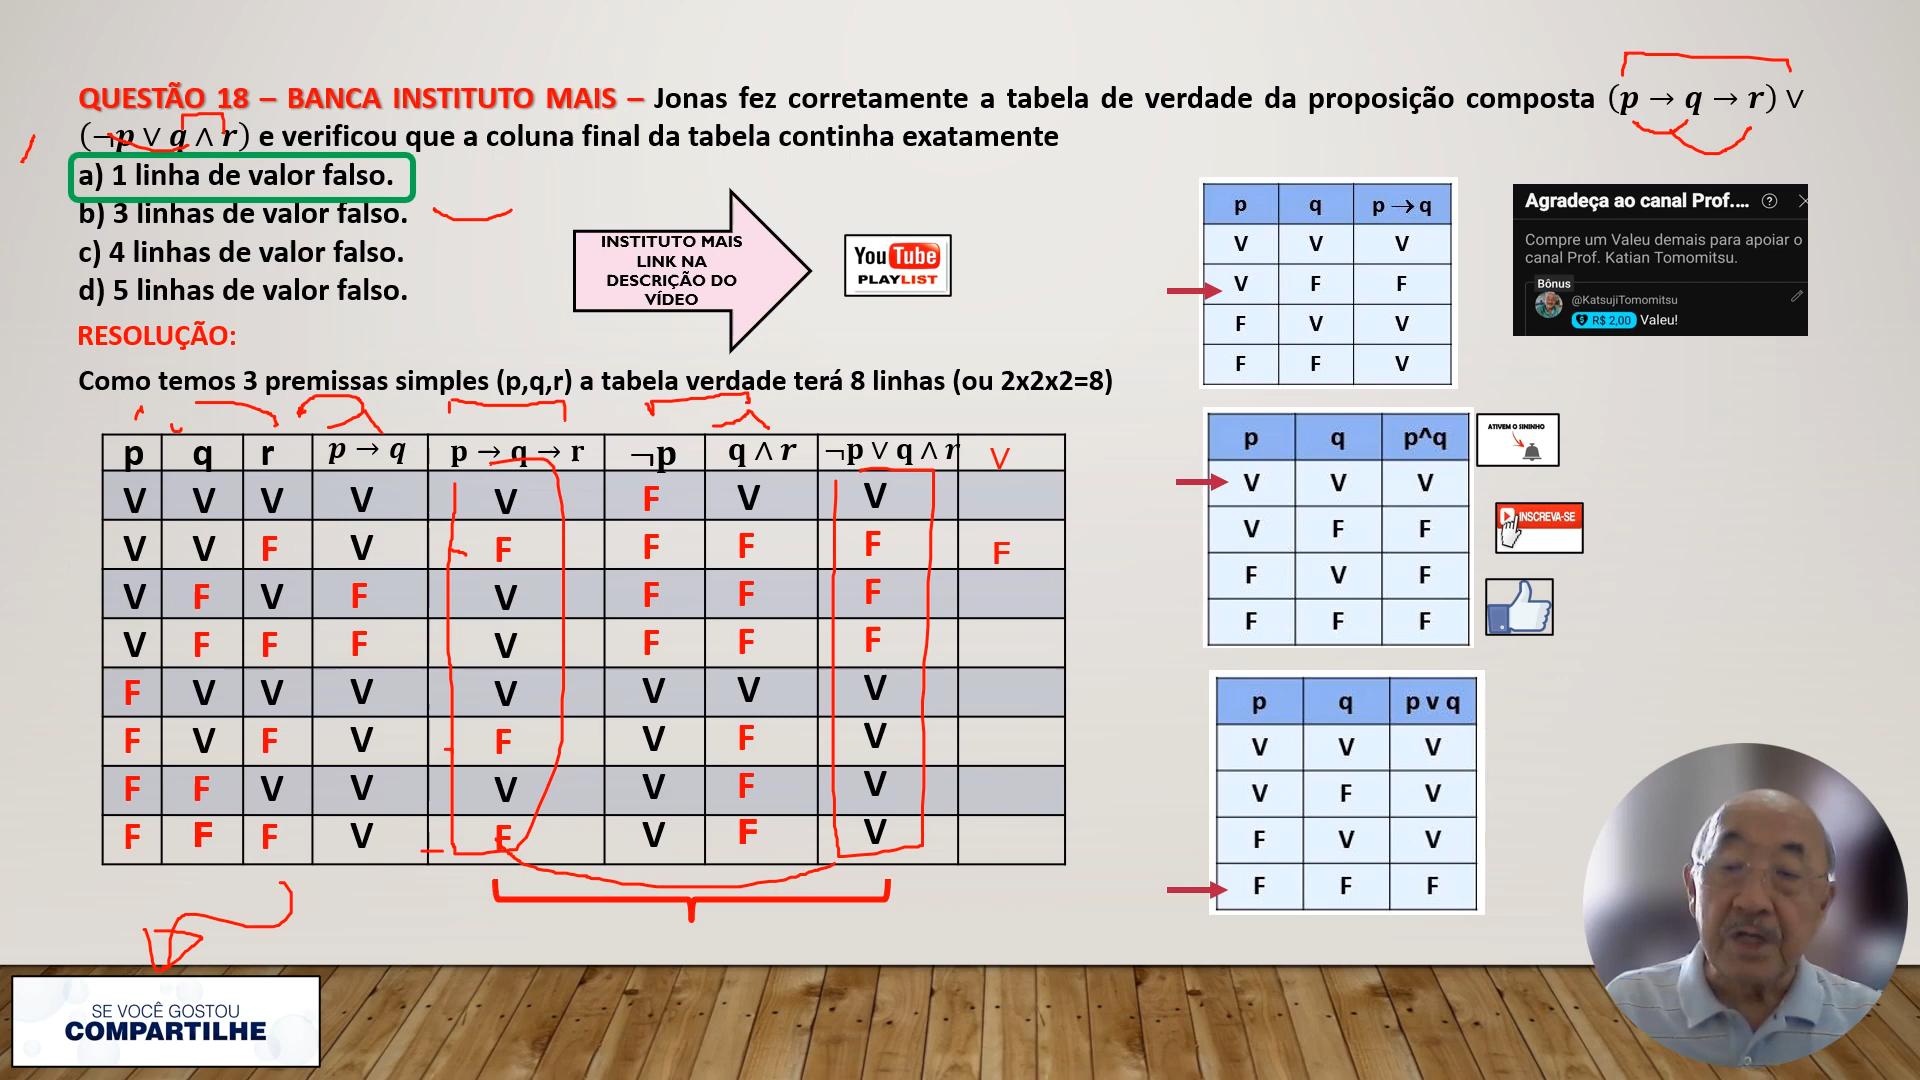 QUESTÃO 18 – BANCA INSTITUTO MAIS – Jonas fez corretamente a tabela de verdade da proposição composta (p → q → r) ∨
(¬p ∨ q ∧ r) e verificou que a coluna final da tabela continha exatamente
a) 1 linha de valor falso.
b) 3 linhas de valor falso.
c) 4 linhas de valor falso.
d) 5 linhas de valor falso.
RESOLUÇÃO:
INSTITUTO MAIS
LINK NA
DESCRIÇÃO DO
VÍDEO
YouTube
PLAYLIST
Como temos 3 premissas simples (p,q,r) a tabela verdade terá 8 linhas (ou 2x2x2=8)
p q r p → q p → q → r ¬p q ∧ r ¬p ∨ q ∧ r V
V V V V V F V V
V V F V F F F F F
V F V F V F F F
V F F F V F F F
F V V V V V V V
F V F V F V F V
F F V V V V F V
F F F V F V F V
p q p → q
V V V
V F F
F V V
F F V
p q p^q
V V V
V F F
F V F
F F F
p q p v q
V V V
V F V
F V V
F F F
Agradeça ao canal Prof.... ?
Compre um Valeu demais para apoiar o
canal Prof. Katian Tomomitsu.
Bônus
@KatsujiTomomitsu
R$ 2,00 Valeu!
ATIVEM O SININHO
INSCREVA-SE
SE VOCÊ GOSTOU
COMPARTILHE